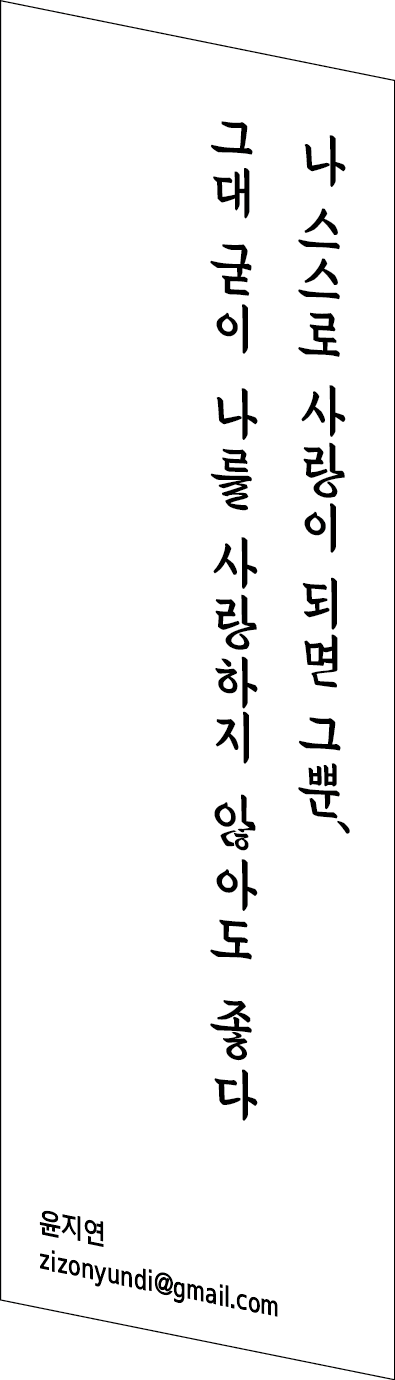 나 스스로 사랑이 되면 그뿐,
그대 굳이 나를 사랑하지 않아도 좋다
윤지연
zizonyundi@gmail.com